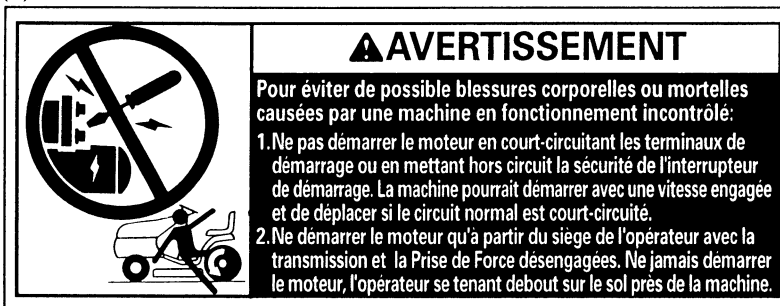 AVERTISSEMENT
Pour éviter de possible blessures corporelles ou mortelles
causées par une machine en fonctionnement incontrôlé:
1.Ne pas démarrer le moteur en court-circuitant les terminaux de
démarrage ou en mettant hors circuit la sécurité de l'interrupteur
de démarrage. La machine pourrait démarrer avec une vitesse engagée
et de déplacer si le circuit normal est court-circuité.
2.Ne démarrer le moteur qu'à partir du siège de l'opérateur avec la
transmission et la Prise de Force désengagées. Ne jamais démarrer
le moteur, l'opérateur se tenant debout sur le sol près de la machine.